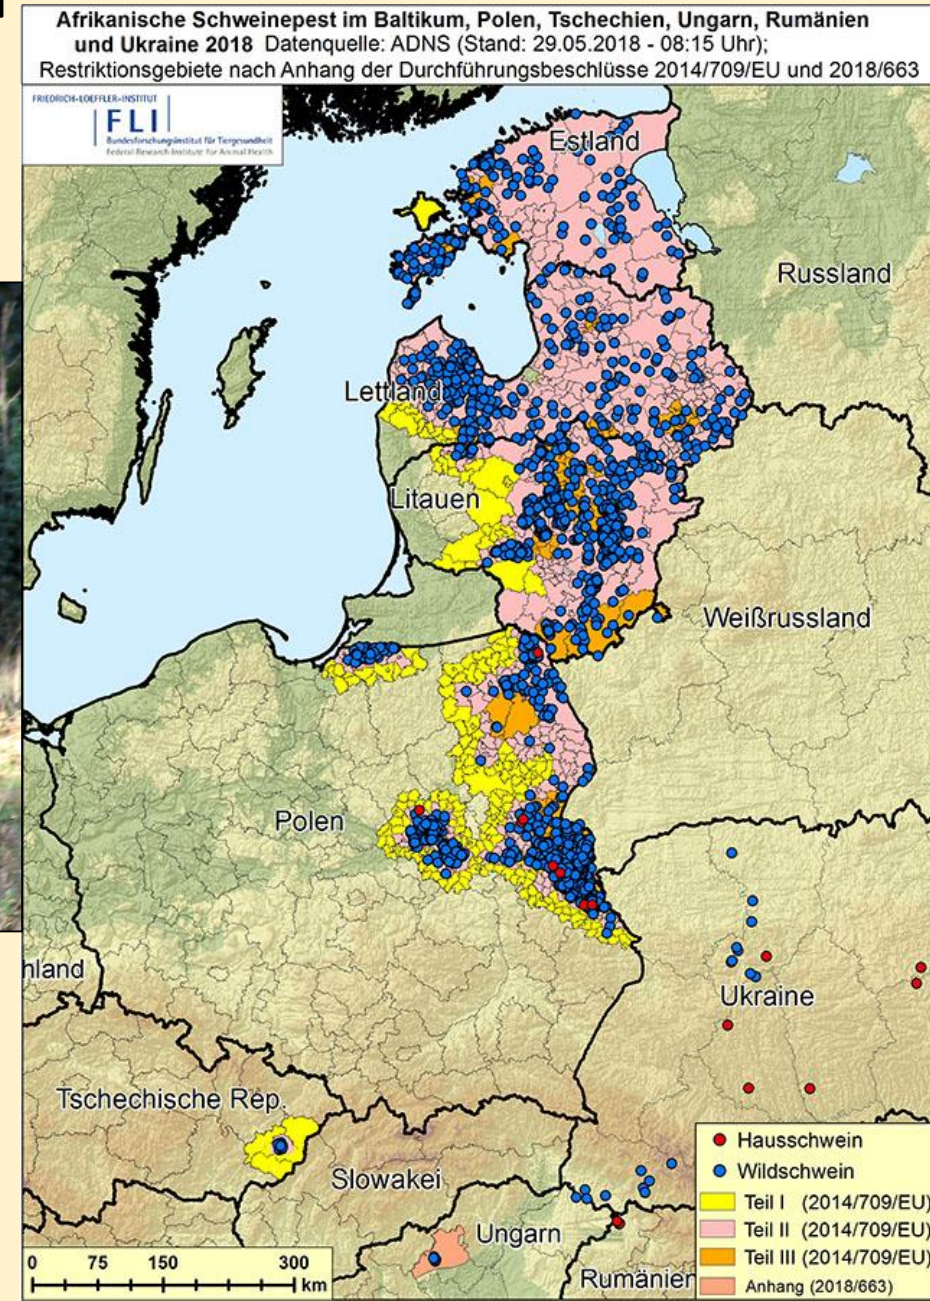 Afrikanische Schweinepest im Baltikum, Polen, Tschechien, Ungarn, Rumänien
und Ukraine 2018 Datenquelle: ADNS (Stand: 29.05.2018 - 08:15 Uhr);
Restriktionsgebiete nach Anhang der Durchführungsbeschlüsse 2014/709/EU und 2018/663
FRIEDRICH-LOEFFLER-INSTITUT
FLI
Bundesforschungsinstitut für Tiergesundheit
Federal Research Institute for Animal Health
Estland
Russland
Lettland
Litauen
Weißrussland
Polen
hland
Ukraine
Tschechische Rep.
Slowakei
Ungarn
Rumänien
Hausschwein
Wildschwein
Teil I (2014/709/EU)
Teil II (2014/709/EU)
Teil III (2014/709/EU)
Anhang (2018/663)
0 75 150 300
km